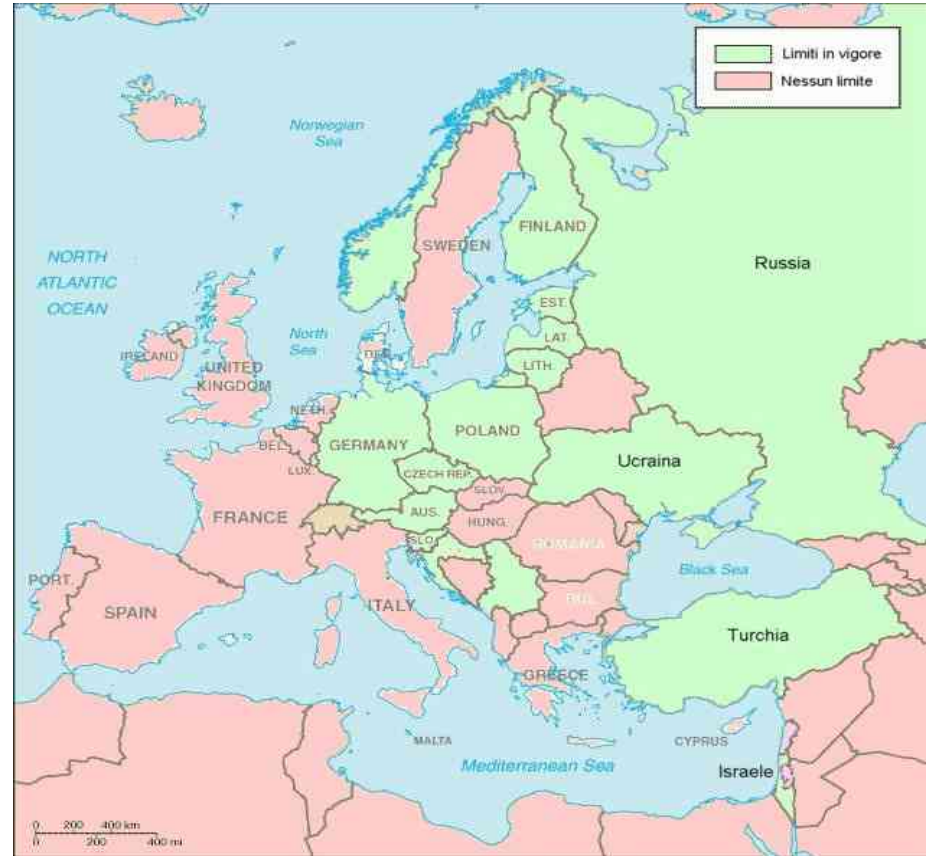 Limiti in vigore
Nessun limite
Norwegian
Sea
FINLAND
SWEDEN
NORTH
ATLANTIC
OCEAN
Russia
EST.
North
Sea
LAT.
DEN.
IRELAND
LITH.
UNITED
KINGDOM
NETH.
POLAND
GERMANY
BEL.
Ucraina
LUX.
CZECH REP.
SLOV.
AUS.
FRANCE
HUNG.
SLO.
ROMANIA
Black Sea
PORT.
BUL.
ITALY
SPAIN
Turchia
GREECE
MALTA
CYPRUS
Mediterranean Sea
Israele
0 200 400 km
0 200 400 mi